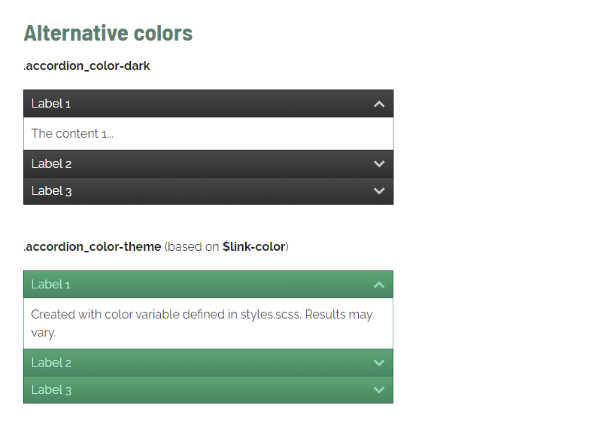 Alternative colors
.accordion_color-dark
Label 1
The content 1...
Label 2
Label 3
.accordion_color-theme (based on $link-color)
Label 1
Created with color variable defined in styles.scss. Results may
vary.
Label 2
Label 3